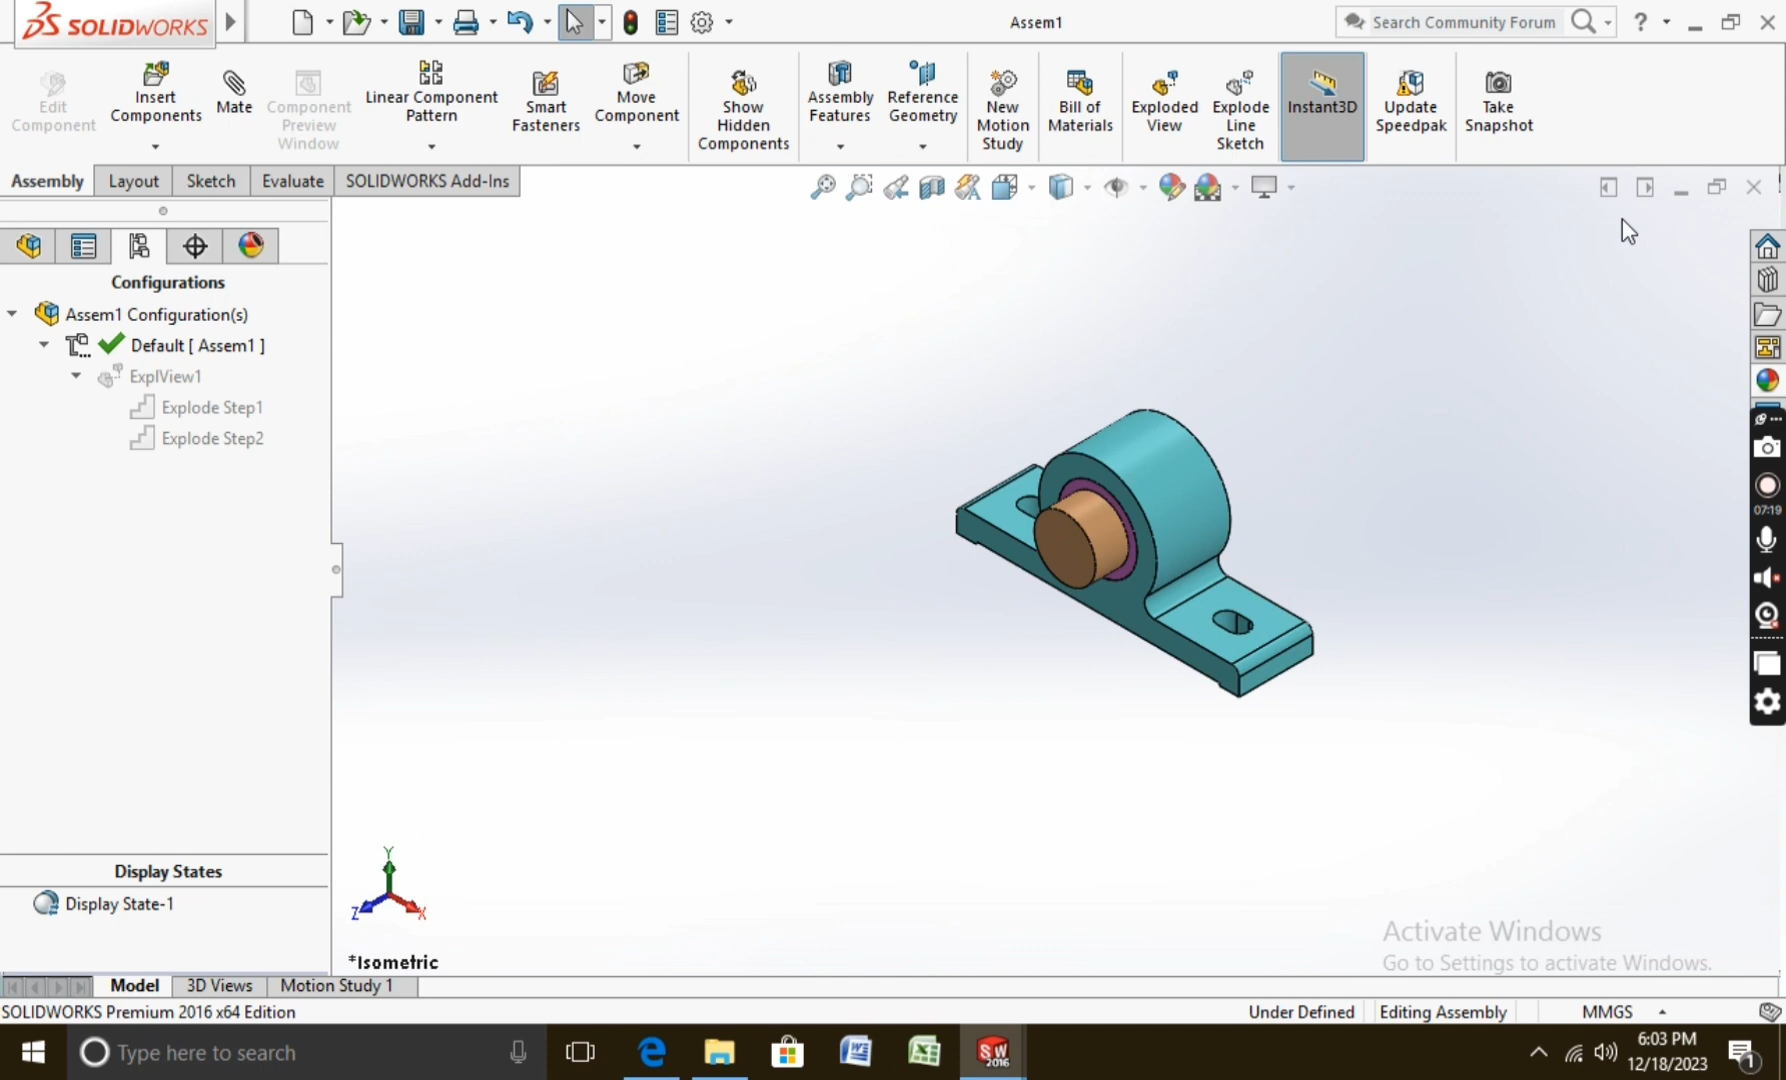 SOLIDWORKS
Assem1
Search Community Forum
?
Edit Component
Insert Components
Mate
Component Preview Window
Linear Component Pattern
Smart Fasteners
Move Component
Show Hidden Components
Assembly Features
Reference Geometry
New Motion Study
Bill of Materials
Exploded View
Explode Line Sketch
Instant3D
Update Speedpak
Take Snapshot
Assembly
Layout
Sketch
Evaluate
SOLIDWORKS Add-Ins
Configurations
Assem1 Configuration(s)
Default [ Assem1 ]
ExplView1
Explode Step1
Explode Step2
07:19
Display States
Display State-1
Y
Z
X
*Isometric
Activate Windows
Go to Settings to activate Windows.
Model
3D Views
Motion Study 1
SOLIDWORKS Premium 2016 x64 Edition
Under Defined
Editing Assembly
MMGS
Type here to search
SW
2016
6:03 PM
12/18/2023
1